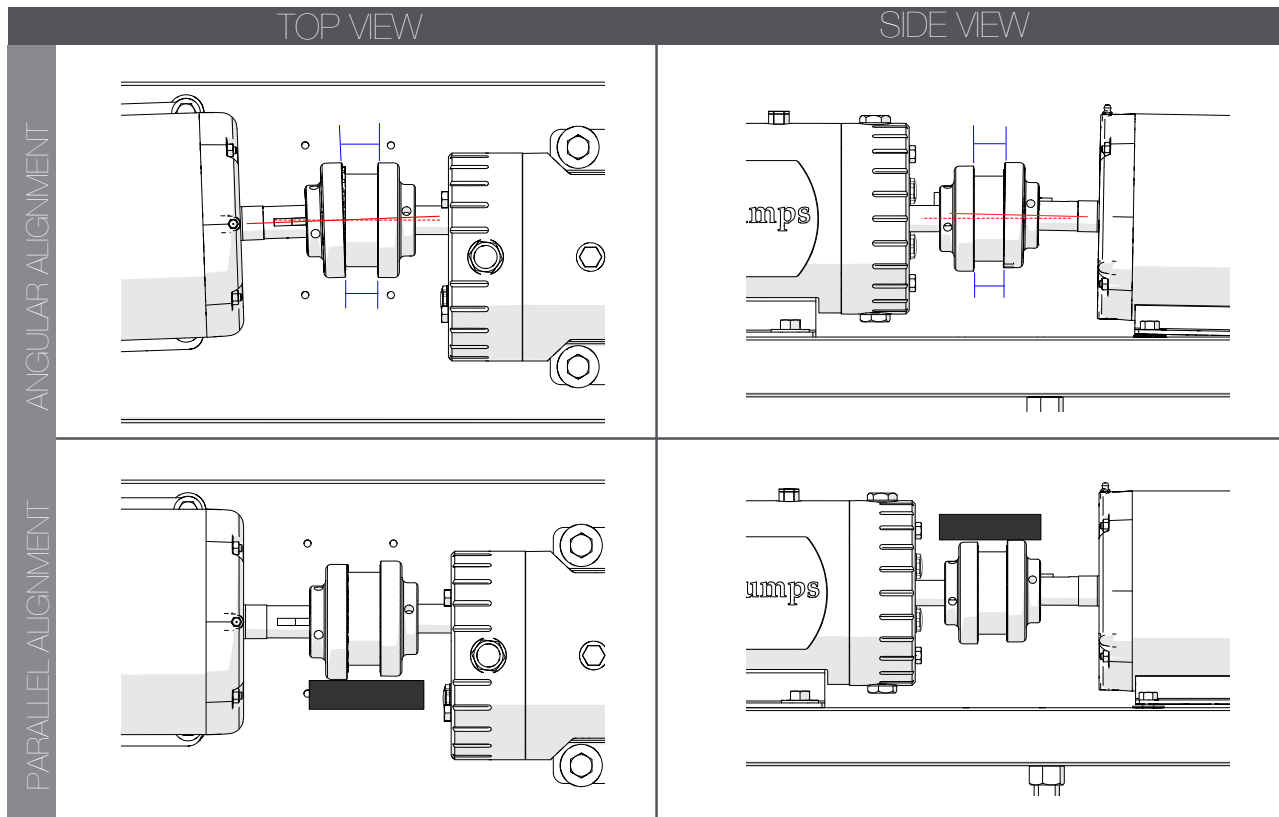 TOP VIEW
SIDE VIEW
ANGULAR ALIGNMENT
umps
PARALLEL ALIGNMENT
umps